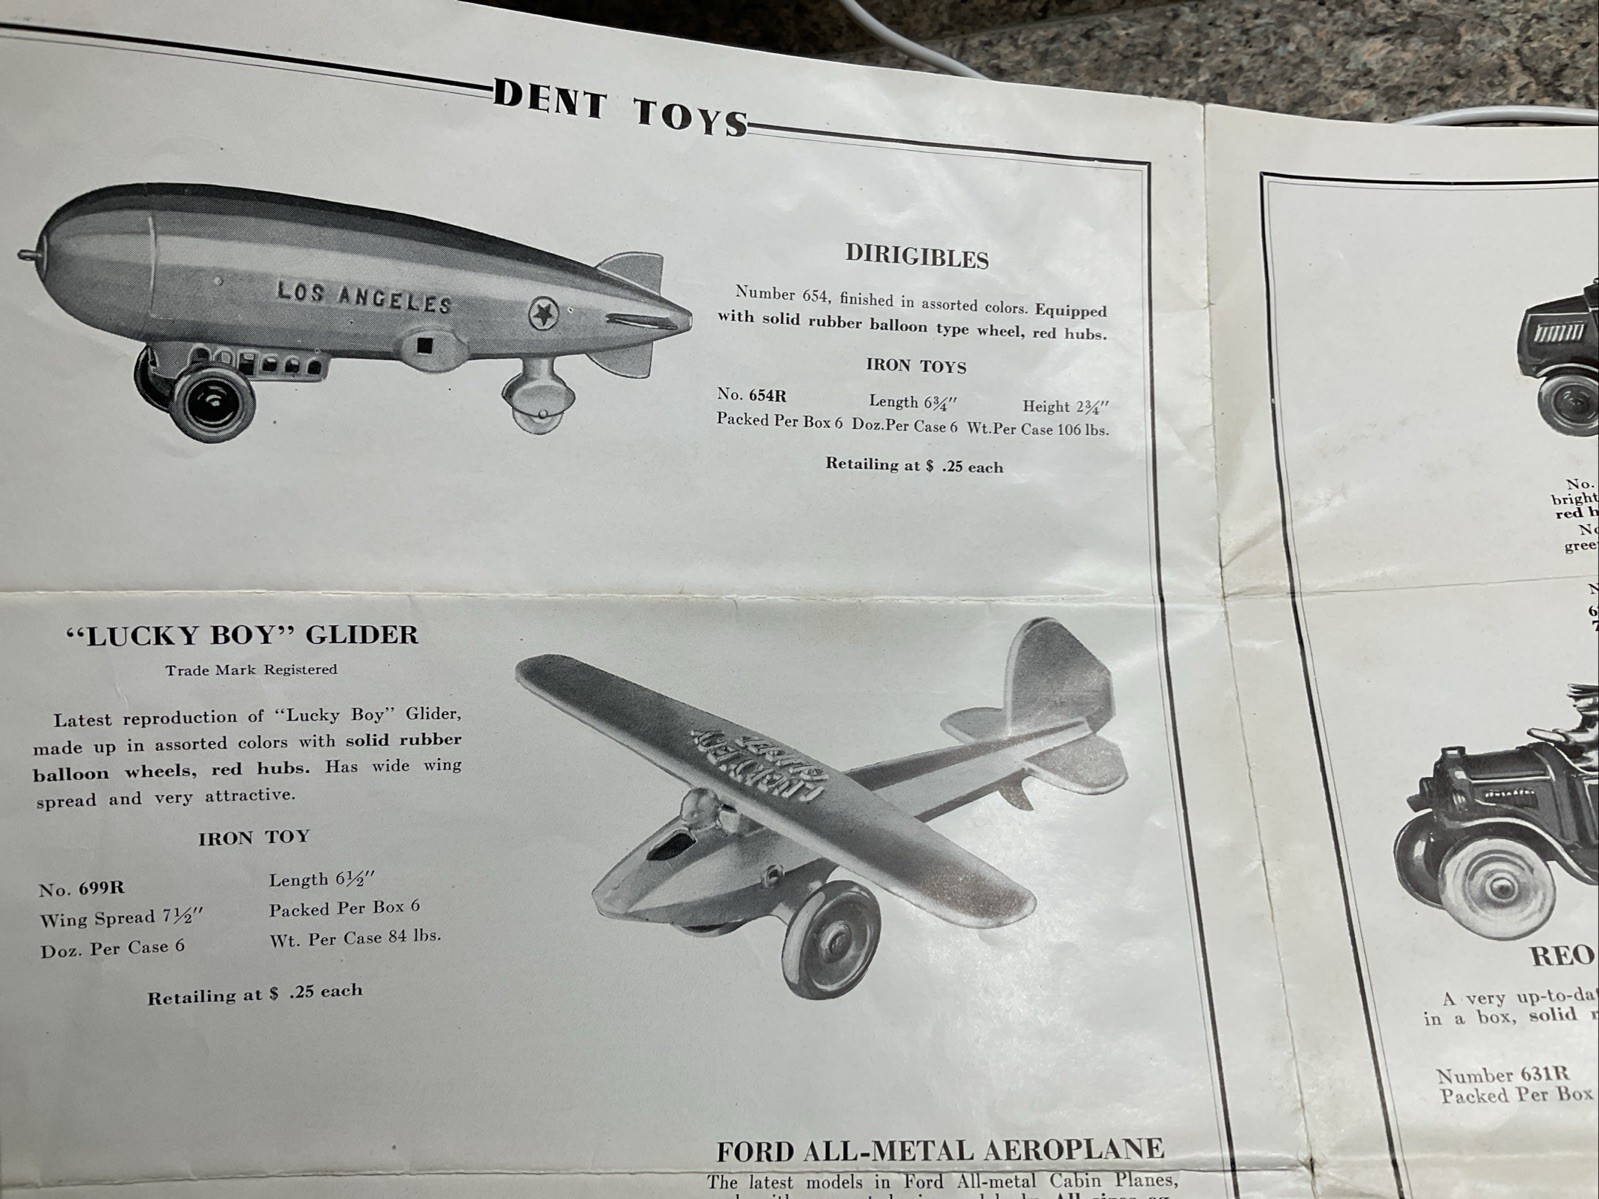 DENT TOYS
LOS ANGELES
DIRIGIBLES
Number 654, finished in assorted colors. Equipped
with solid rubber balloon type wheel, red hubs.
IRON TOYS
No. 654R Length 6¾″ Height 2¾″
Packed Per Box 6 Doz.Per Case 6 Wt.Per Case 106 lbs.
Retailing at $ .25 each
“LUCKY BOY” GLIDER
Trade Mark Registered
Latest reproduction of “Lucky Boy” Glider,
made up in assorted colors with solid rubber
balloon wheels, red hubs. Has wide wing
spread and very attractive.
IRON TOY
No. 699R Length 6½″
Wing Spread 7½″ Packed Per Box 6
Doz. Per Case 6 Wt. Per Case 84 lbs.
Retailing at $ .25 each
FORD ALL-METAL AEROPLANE
The latest models in Ford All-metal Cabin Planes,
No.
bright
red h
No
gree
REO
A very up-to-da
in a box, solid
Number 631R
Packed Per Box